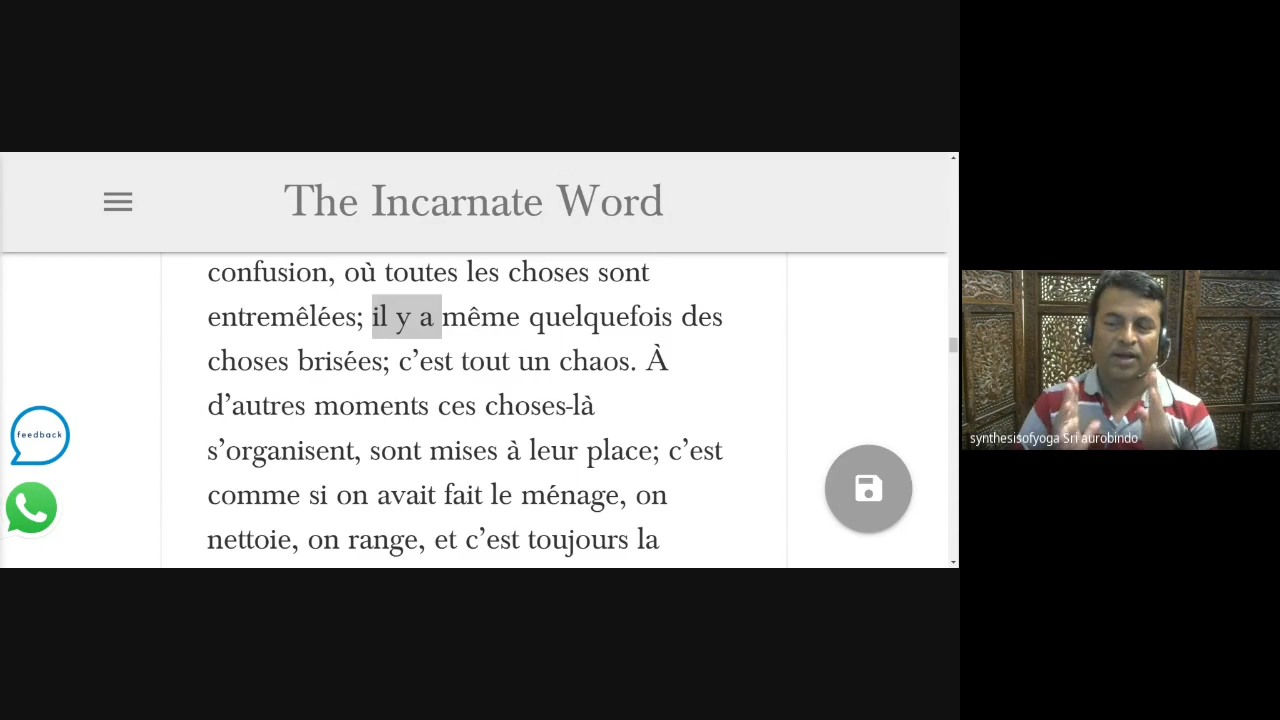 The Incarnate Word
confusion, où toutes les choses sont
entremêlées; il y a même quelquefois des
choses brisées; c’est tout un chaos. À
d’autres moments ces choses-là
s’organisent, sont mises à leur place; c’est
comme si on avait fait le ménage, on
nettoie, on range, et c’est toujours la
feedback
synthesisofyoga Sri aurobindo